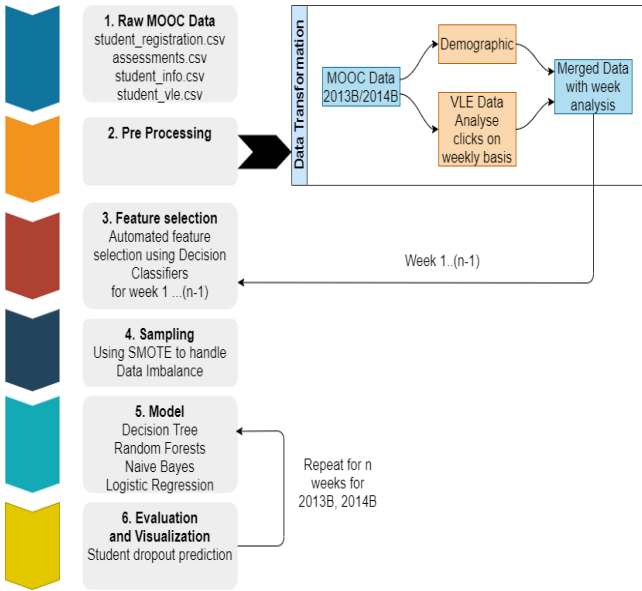 1. Raw MOOC Data
student_registration.csv
assessments.csv
student_info.csv
student_vle.csv
2. Pre Processing
Data Transformation
MOOC Data
2013B/2014B
Demographic
VLE Data
Analyse
clicks on
weekly basis
Merged Data
with week
analysis
3. Feature selection
Automated feature
selection using Decision
Classifiers
for week 1 ...(n-1)
Week 1..(n-1)
4. Sampling
Using SMOTE to handle
Data Imbalance
5. Model
Decision Tree
Random Forests
Naive Bayes
Logistic Regression
Repeat for n
weeks for
2013B, 2014B
6. Evaluation
and Visualization
Student dropout prediction